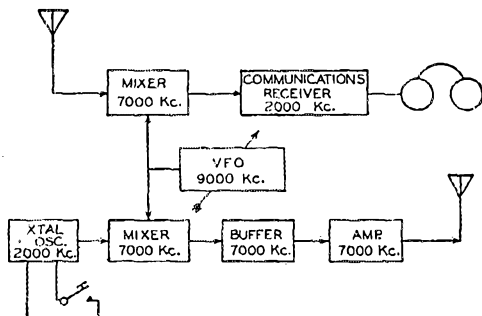 MIXER
7000 Kc.
COMMUNICATIONS
RECEIVER
2000 Kc.
VFO
9000 Kc.
XTAL
OSC.
2000 Kc.
MIXER
7000 Kc.
BUFFER
7000 Kc.
AMP.
7000 Kc.